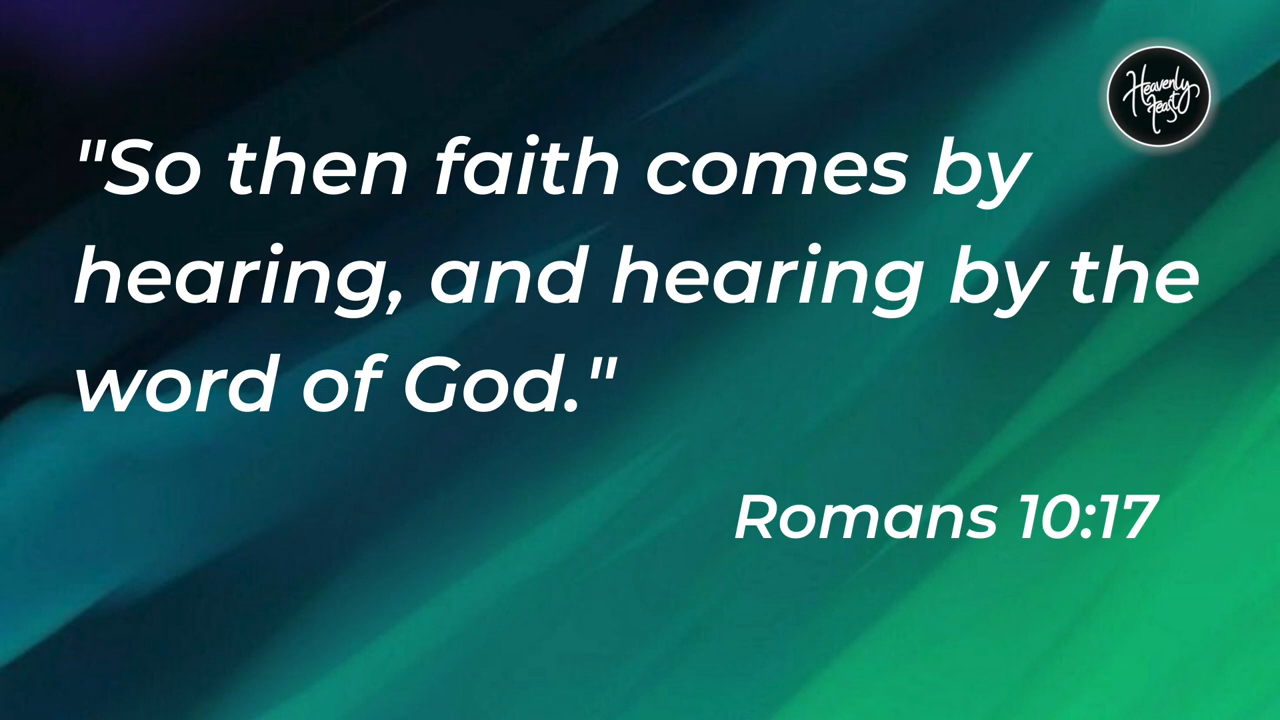 Heavenly
feast
"So then faith comes by
hearing, and hearing by the
word of God."
Romans 10:17